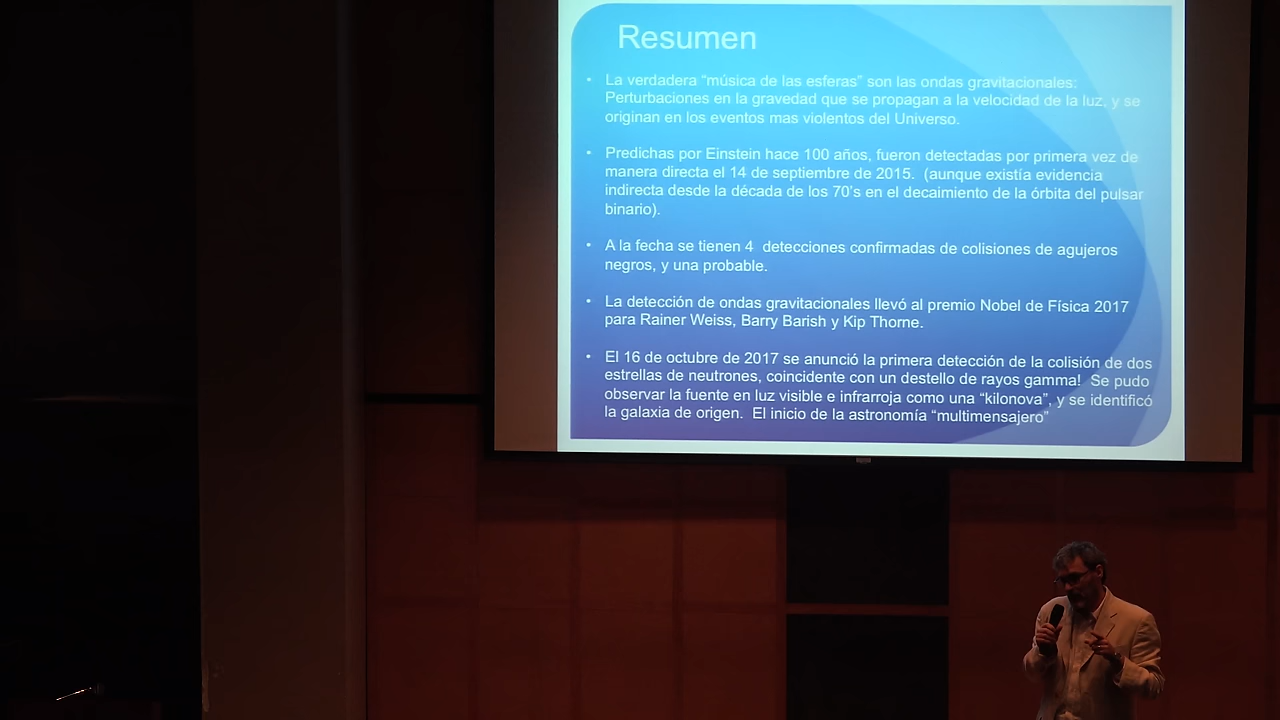 Resumen
• La verdadera "música de las esferas" son las ondas gravitacionales:
Perturbaciones en la gravedad que se propagan a la velocidad de la luz, y se
originan en los eventos mas violentos del Universo.
• Predichas por Einstein hace 100 años, fueron detectadas por primera vez de
manera directa el 14 de septiembre de 2015.  (aunque existía evidencia
indirecta desde la década de los 70's en el decaimiento de la órbita del pulsar
binario).
• A la fecha se tienen 4  detecciones confirmadas de colisiones de agujeros
negros, y una probable.
• La detección de ondas gravitacionales llevó al premio Nobel de Física 2017
para Rainer Weiss, Barry Barish y Kip Thorne.
• El 16 de octubre de 2017 se anunció la primera detección de la colisión de dos
estrellas de neutrones, coincidente con un destello de rayos gamma!  Se pudo
observar la fuente en luz visible e infrarroja como una "kilonova", y se identificó
la galaxia de origen.  El inicio de la astronomía "multimensajero"